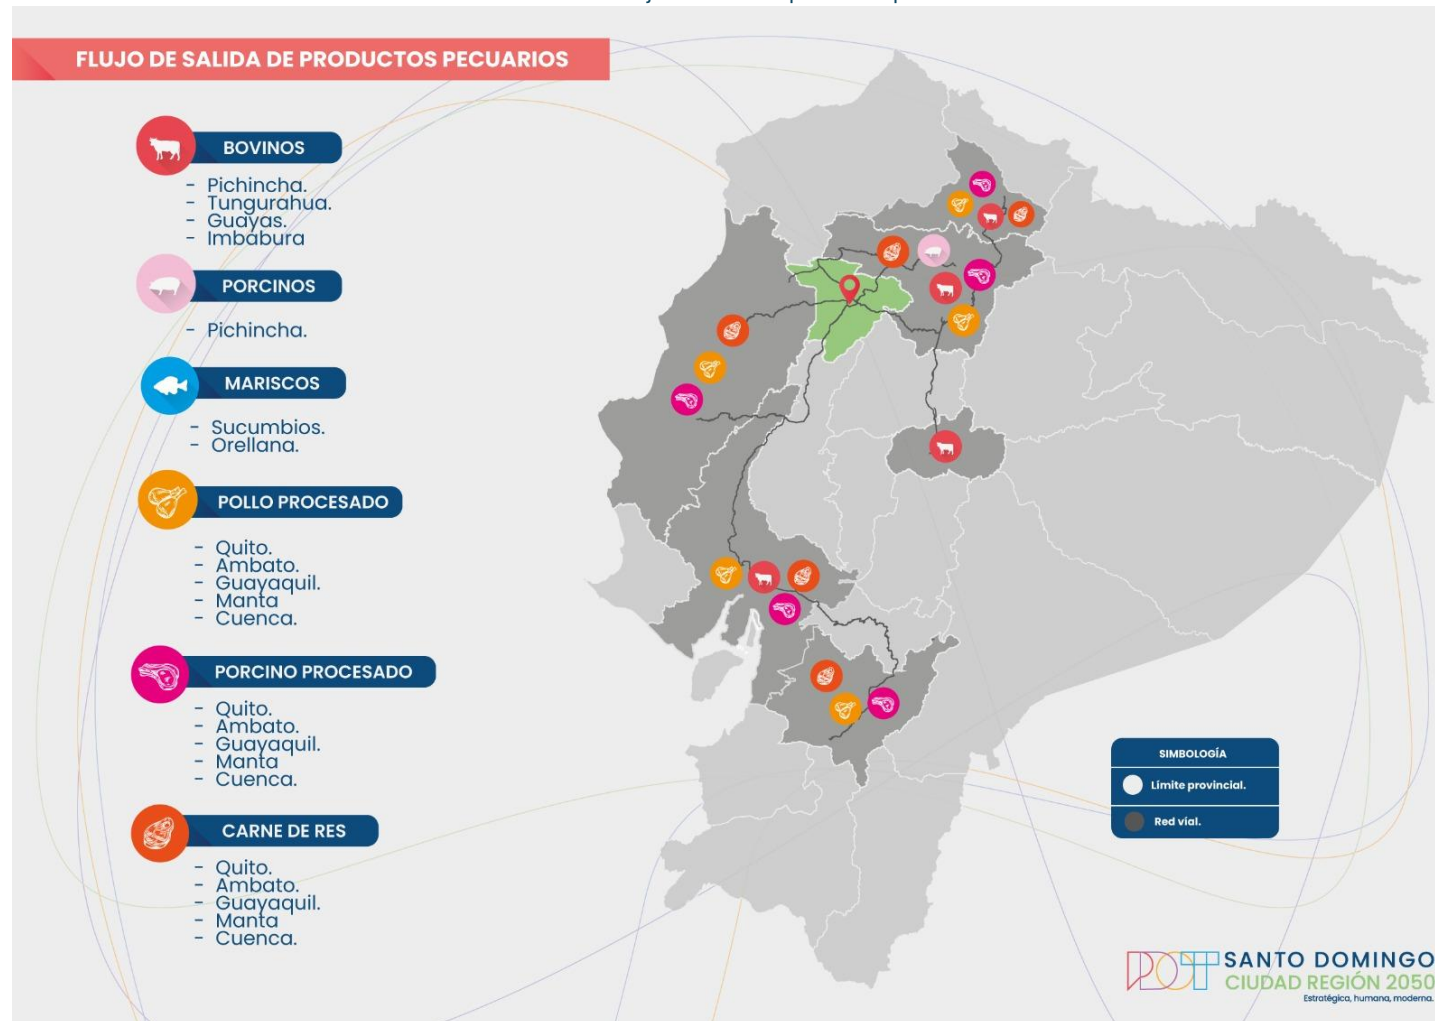 FLUJO DE SALIDA DE PRODUCTOS PECUARIOS
BOVINOS
- Pichincha.
- Tungurahua.
- Guayas.
- Imbabura
PORCINOS
- Pichincha.
MARISCOS
- Sucumbios.
- Orellana.
POLLO PROCESADO
- Quito.
- Ambato.
- Guayaquil.
- Manta
- Cuenca.
PORCINO PROCESADO
- Quito.
- Ambato.
- Guayaquil.
- Manta
- Cuenca.
CARNE DE RES
- Quito.
- Ambato.
- Guayaquil.
- Manta
- Cuenca.
SIMBOLOGÍA
Límite provincial.
Red vial.
PDOT SANTO DOMINGO
CIUDAD REGIÓN 2050
Estratégica, humana, moderna.